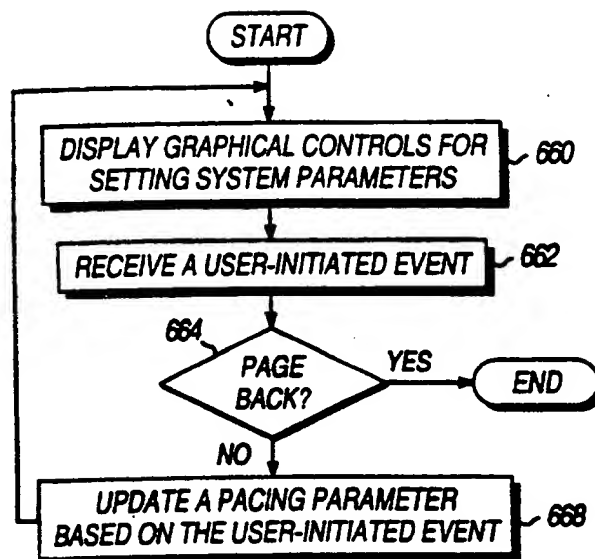 START
DISPLAY GRAPHICAL CONTROLS FOR
SETTING SYSTEM PARAMETERS
660
RECEIVE A USER-INITIATED EVENT
662
664
PAGE
BACK?
YES
END
NO
UPDATE A PACING PARAMETER
BASED ON THE USER-INITIATED EVENT
668